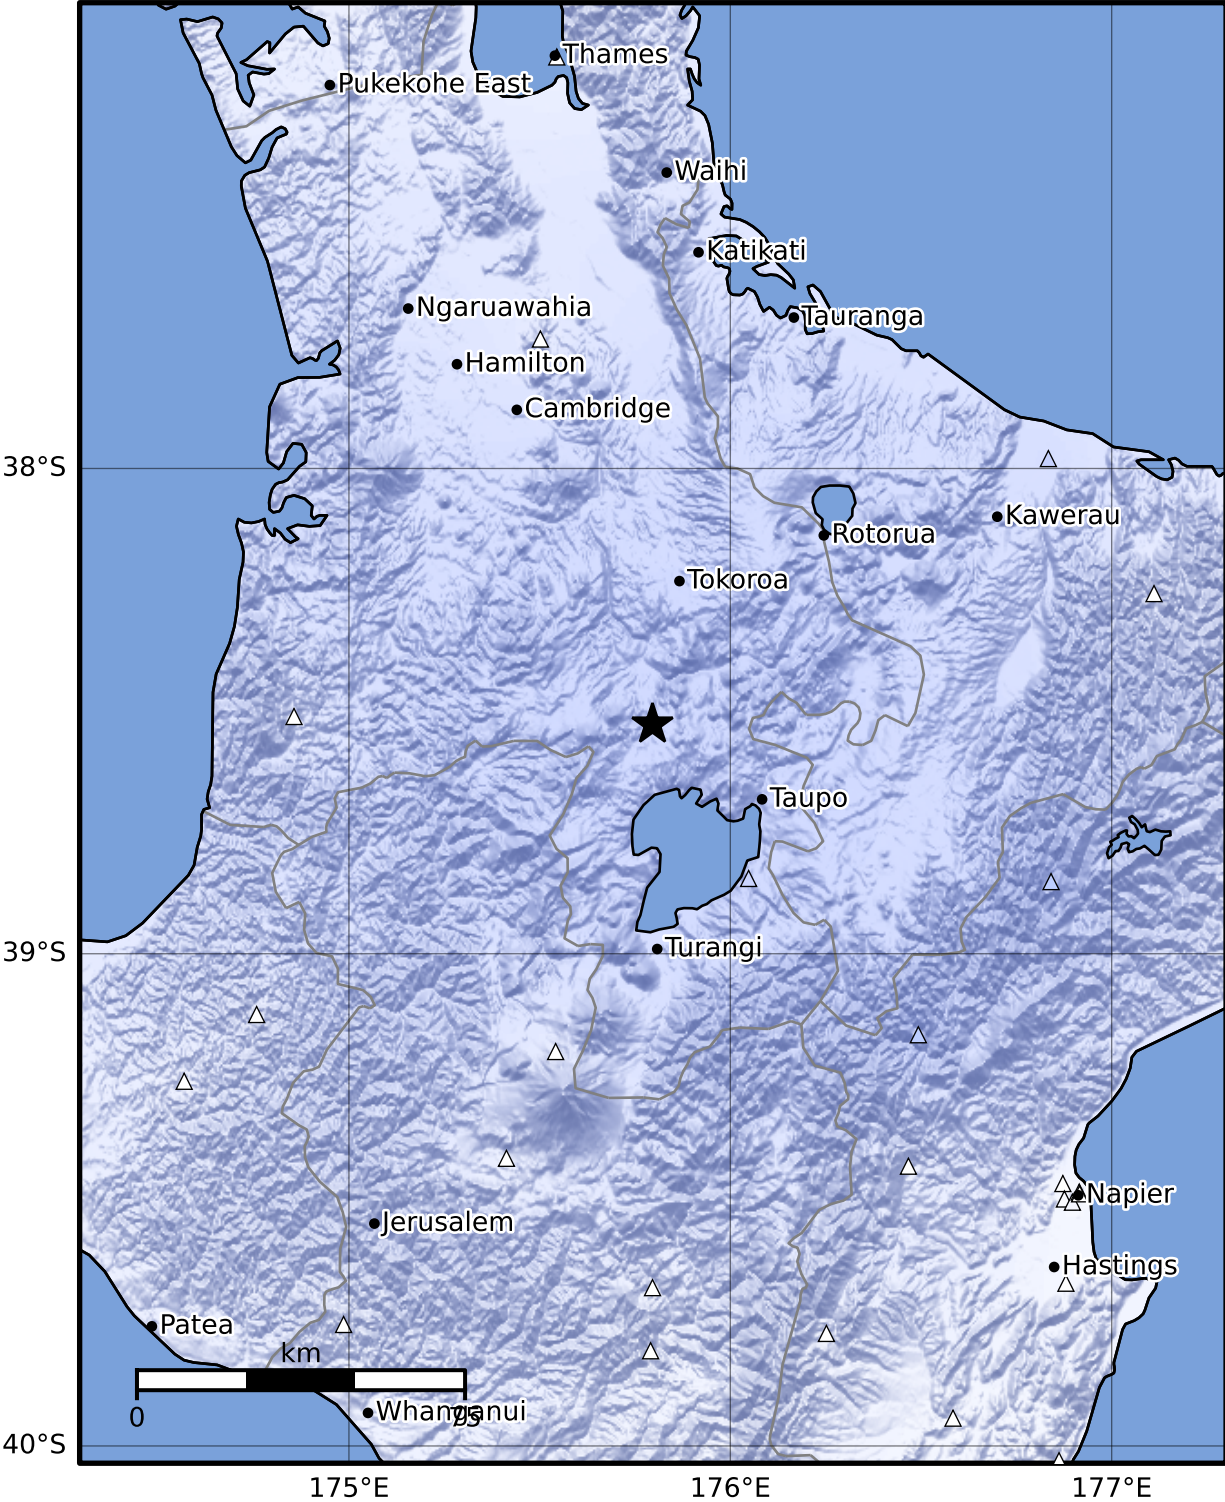 Thames
Pukekohe East
Waihi
Katikati
Ngaruawahia
Tauranga
Hamilton
Cambridge
38°S
Kawerau
Rotorua
Tokoroa
Taupo
Turangi
39°S
Napier
Jerusalem
Hastings
Patea
km
0
75
Whanganui
40°S
175°E
176°E
177°E